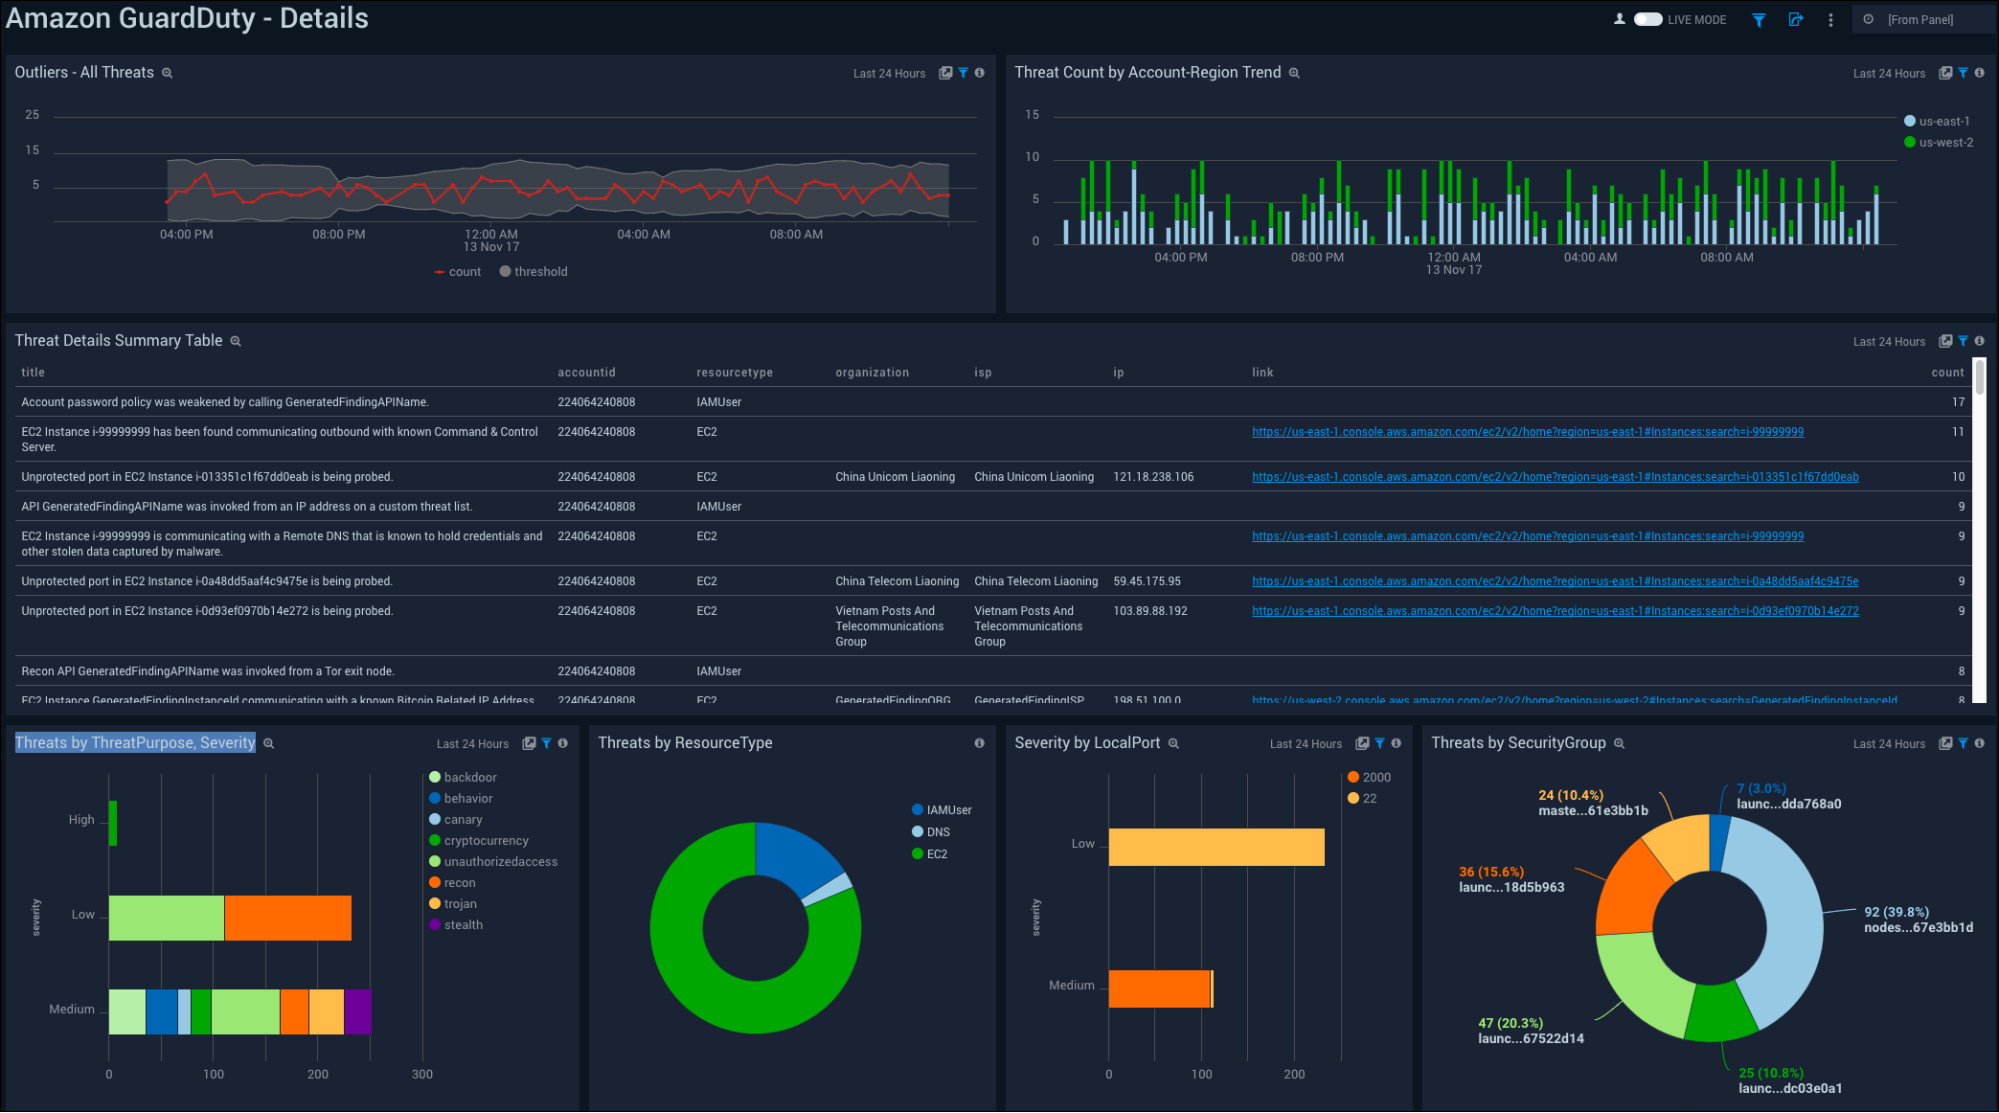 Amazon GuardDuty - Details
LIVE MODE
[From Panel]
Outliers - All Threats
Last 24 Hours
25
15
5
04:00 PM
08:00 PM
12:00 AM
13 Nov 17
04:00 AM
08:00 AM
count
threshold
Threat Count by Account-Region Trend
Last 24 Hours
15
10
5
0
04:00 PM
08:00 PM
12:00 AM
13 Nov 17
04:00 AM
08:00 AM
us-east-1
us-west-2
Threat Details Summary Table
Last 24 Hours
title accountid resourcetype organization isp ip link count
Account password policy was weakened by calling GeneratedFindingAPIName. 224064240808 IAMUser 17
EC2 Instance i-99999999 has been found communicating outbound with known Command & Control 224064240808 EC2 https://us-east-1.console.aws.amazon.com/ec2/v2/home?region=us-east-1#Instances:search=i-99999999 11
Server.
Unprotected port in EC2 Instance i-013351c1f67dd0eab is being probed. 224064240808 EC2 China Unicom Liaoning China Unicom Liaoning 121.18.238.106 https://us-east-1.console.aws.amazon.com/ec2/v2/home?region=us-east-1#Instances:search=i-013351c1f67dd0eab 10
API GeneratedFindingAPIName was invoked from an IP address on a custom threat list. 224064240808 IAMUser 9
EC2 Instance i-99999999 is communicating with a Remote DNS that is known to hold credentials and 224064240808 EC2 https://us-east-1.console.aws.amazon.com/ec2/v2/home?region=us-east-1#Instances:search=i-99999999 9
other stolen data captured by malware.
Unprotected port in EC2 Instance i-0a48dd5aaf4c9475e is being probed. 224064240808 EC2 China Telecom Liaoning China Telecom Liaoning 59.45.175.95 https://us-east-1.console.aws.amazon.com/ec2/v2/home?region=us-east-1#Instances:search=i-0a48dd5aaf4c9475e 9
Unprotected port in EC2 Instance i-0d93ef0970b14e272 is being probed. 224064240808 EC2 Vietnam Posts And Vietnam Posts And 103.89.88.192 https://us-east-1.console.aws.amazon.com/ec2/v2/home?region=us-east-1#Instances:search=i-0d93ef0970b14e272 9
Telecommunications Telecommunications
Group Group
Recon API GeneratedFindingAPIName was invoked from a Tor exit node. 224064240808 IAMUser 8
EC2 Instance GeneratedFindingInstanceId communicating with a known Bitcoin Related IP Address. 224064240808 EC2 GeneratedFindingORG GeneratedFindingISP 198.51.100.0 https://us-west-2.console.aws.amazon.com/ec2/v2/home?region=us-west-2#Instances:search=GeneratedFindingInstanceId 8
Threats by ThreatPurpose, Severity
Last 24 Hours
severity
High
Low
Medium
0
100
200
300
backdoor
behavior
canary
cryptocurrency
unauthorizedaccess
recon
trojan
stealth
Threats by ResourceType
IAMUser
DNS
EC2
Severity by LocalPort
Last 24 Hours
2000
22
severity
Low
Medium
0
100
200
Threats by SecurityGroup
Last 24 Hours
7 (3.0%)
launc...dda768a0
24 (10.4%)
maste...61e3bb1b
36 (15.6%)
launc...18d5b963
92 (39.8%)
nodes...67e3bb1d
47 (20.3%)
launc...67522d14
25 (10.8%)
launc...dc03e0a1